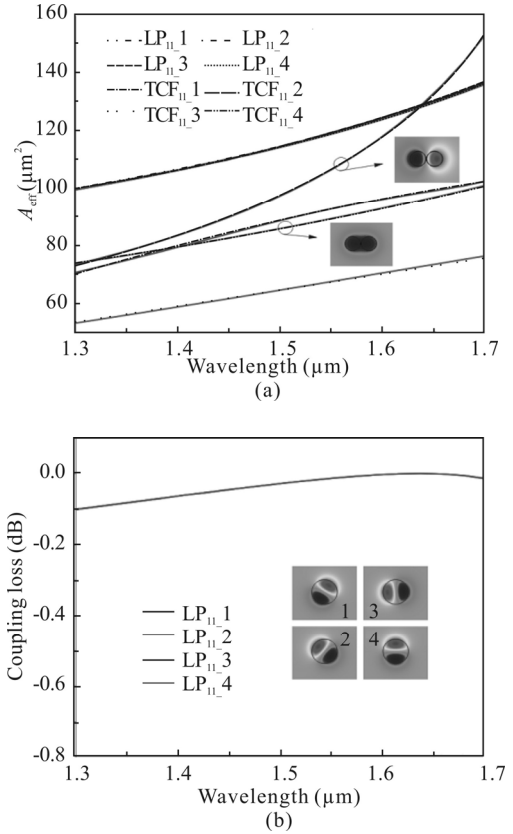 (a)
160
140
120
100
80
60
A_eff (μm²)
LP₁₁_1 LP₁₁_2
LP₁₁_3 LP₁₁_4
TCF₁₁_1 TCF₁₁_2
TCF₁₁_3 TCF₁₁_4
1.3 1.4 1.5 1.6 1.7
Wavelength (μm)
(a)
0.0
-0.2
-0.4
-0.6
-0.8
Coupling loss (dB)
LP₁₁_1
LP₁₁_2
LP₁₁_3
LP₁₁_4
1 3
2 4
1.3 1.4 1.5 1.6 1.7
Wavelength (μm)
(b)